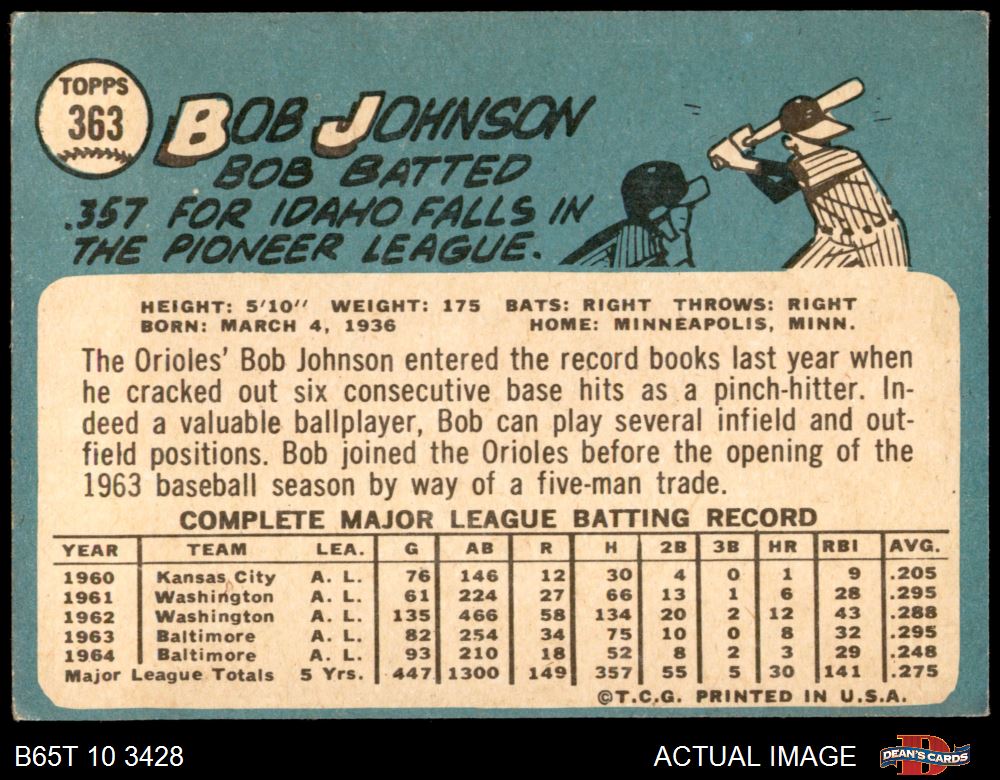 TOPPS
363
BOB JOHNSON
BOB BATTED
.357 FOR IDAHO FALLS IN
THE PIONEER LEAGUE.
HEIGHT: 5'10" WEIGHT: 175 BATS: RIGHT THROWS: RIGHT
BORN: MARCH 4, 1936 HOME: MINNEAPOLIS, MINN.
The Orioles' Bob Johnson entered the record books last year when
he cracked out six consecutive base hits as a pinch-hitter. In-
deed a valuable ballplayer, Bob can play several infield and out-
field positions. Bob joined the Orioles before the opening of the
1963 baseball season by way of a five-man trade.
COMPLETE MAJOR LEAGUE BATTING RECORD
YEAR TEAM LEA. G AB R H 2B 3B HR RBI AVG.
1960 Kansas City A. L. 76 146 12 30 4 0 1 9 .205
1961 Washington A. L. 61 224 27 66 13 1 6 28 .295
1962 Washington A. L. 135 466 58 134 20 2 12 43 .288
1963 Baltimore A. L. 82 254 34 75 10 0 8 32 .295
1964 Baltimore A. L. 93 210 18 52 8 2 3 29 .248
Major League Totals 5 Yrs. 447 1300 149 357 55 5 30 141 .275
©T.C.G. PRINTED IN U.S.A.
B65T 10 3428 ACTUAL IMAGE DEAN'S CARDS